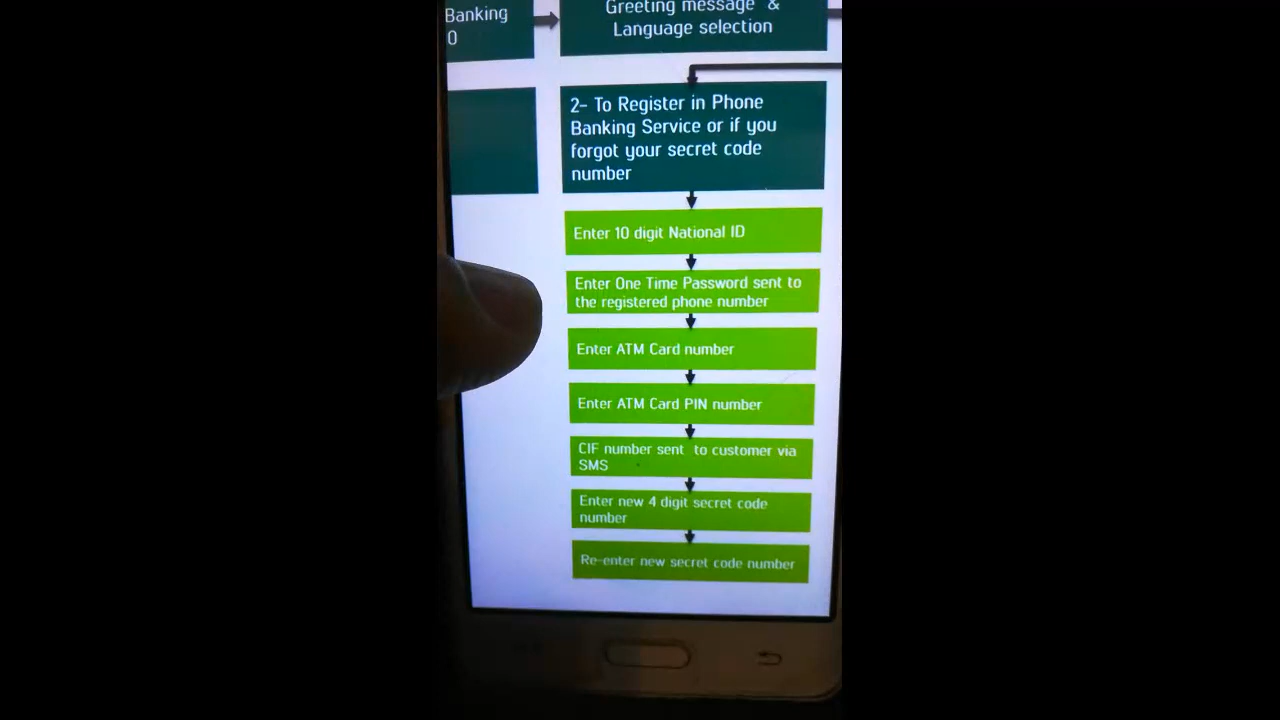 Banking
0
Greeting message &
Language selection
2- To Register in Phone
Banking Service or if you
forgot your secret code
number
Enter 10 digit National ID
Enter One Time Password sent to
the registered phone number
Enter ATM Card number
Enter ATM Card PIN number
CIF number sent to customer via
SMS
Enter new 4 digit secret code
number
Re-enter new secret code number